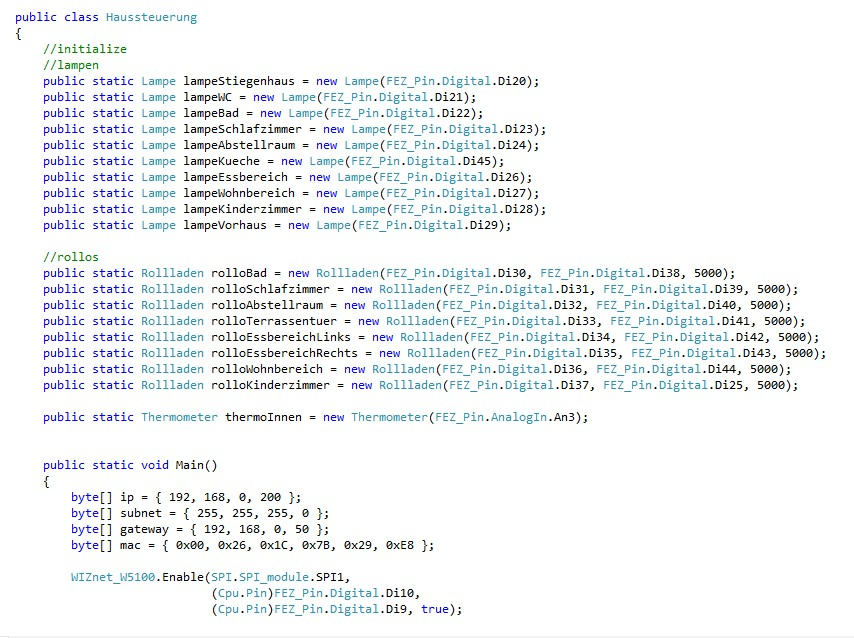 public class Haussteuerung
{
//initialize
//lampen
public static Lampe lampeStiegenhaus = new Lampe(FEZ_Pin.Digital.Di20);
public static Lampe lampeWC = new Lampe(FEZ_Pin.Digital.Di21);
public static Lampe lampeBad = new Lampe(FEZ_Pin.Digital.Di22);
public static Lampe lampeSchlafzimmer = new Lampe(FEZ_Pin.Digital.Di23);
public static Lampe lampeAbstellraum = new Lampe(FEZ_Pin.Digital.Di24);
public static Lampe lampeKueche = new Lampe(FEZ_Pin.Digital.Di45);
public static Lampe lampeEssbereich = new Lampe(FEZ_Pin.Digital.Di26);
public static Lampe lampeWohnbereich = new Lampe(FEZ_Pin.Digital.Di27);
public static Lampe lampeKinderzimmer = new Lampe(FEZ_Pin.Digital.Di28);
public static Lampe lampeVorhaus = new Lampe(FEZ_Pin.Digital.Di29);
//rollos
public static Rollladen rolloBad = new Rollladen(FEZ_Pin.Digital.Di30, FEZ_Pin.Digital.Di38, 5000);
public static Rollladen rolloSchlafzimmer = new Rollladen(FEZ_Pin.Digital.Di31, FEZ_Pin.Digital.Di39, 5000);
public static Rollladen rolloAbstellraum = new Rollladen(FEZ_Pin.Digital.Di32, FEZ_Pin.Digital.Di40, 5000);
public static Rollladen rolloTerrassentuer = new Rollladen(FEZ_Pin.Digital.Di33, FEZ_Pin.Digital.Di41, 5000);
public static Rollladen rolloEssbereichLinks = new Rollladen(FEZ_Pin.Digital.Di34, FEZ_Pin.Digital.Di42, 5000);
public static Rollladen rolloEssbereichRechts = new Rollladen(FEZ_Pin.Digital.Di35, FEZ_Pin.Digital.Di43, 5000);
public static Rollladen rolloWohnbereich = new Rollladen(FEZ_Pin.Digital.Di36, FEZ_Pin.Digital.Di44, 5000);
public static Rollladen rolloKinderzimmer = new Rollladen(FEZ_Pin.Digital.Di37, FEZ_Pin.Digital.Di25, 5000);
public static Thermometer thermoInnen = new Thermometer(FEZ_Pin.AnalogIn.An3);
public static void Main()
{
byte[] ip = { 192, 168, 0, 200 };
byte[] subnet = { 255, 255, 255, 0 };
byte[] gateway = { 192, 168, 0, 50 };
byte[] mac = { 0x00, 0x26, 0x1C, 0x7B, 0x29, 0xE8 };
WIZnet_W5100.Enable(SPI.SPI_module.SPI1,
(Cpu.Pin)FEZ_Pin.Digital.Di10,
(Cpu.Pin)FEZ_Pin.Digital.Di9, true);